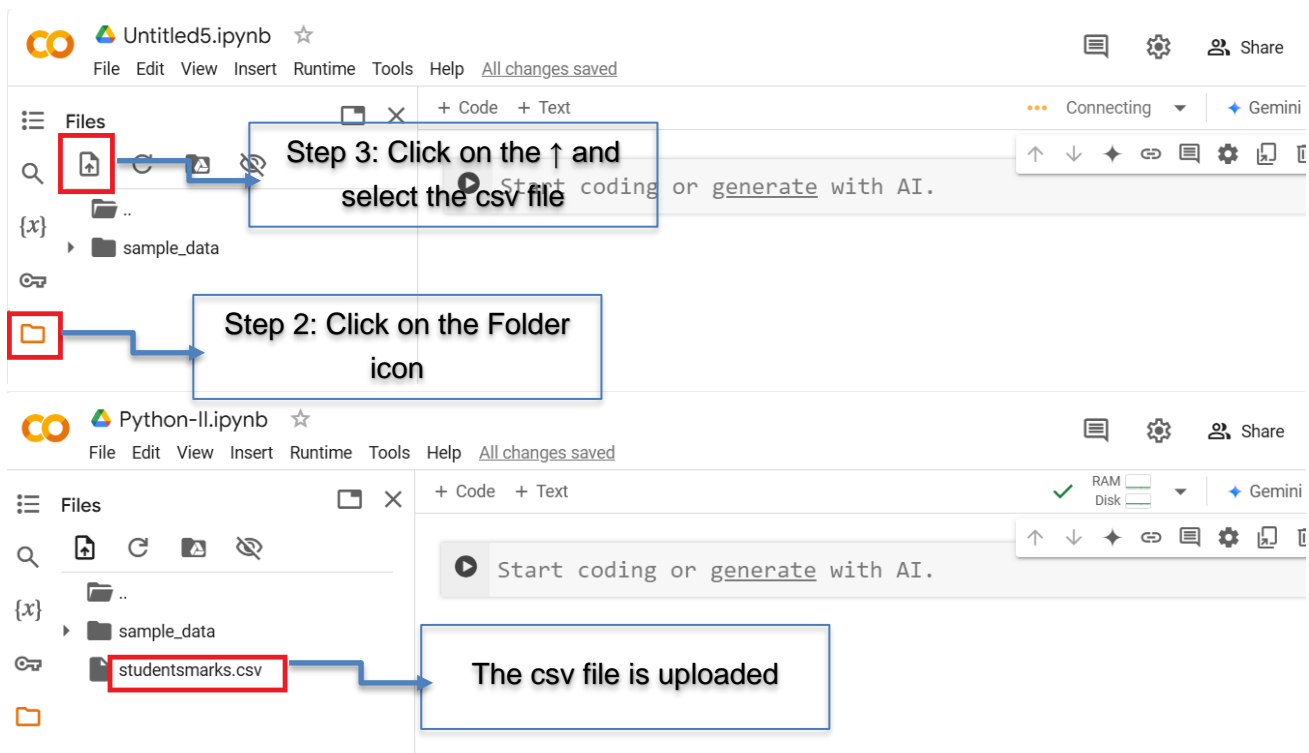 Untitled5.ipynb
File Edit View Insert Runtime Tools Help All changes saved
Share
Files
+ Code + Text
Connecting
Gemini
Step 3: Click on the ↑ and
select the csv file
Start coding or generate with AI.
..
{x}
sample_data
Step 2: Click on the Folder
icon
Python-II.ipynb
File Edit View Insert Runtime Tools Help All changes saved
Share
Files
+ Code + Text
RAM
Disk
Gemini
Start coding or generate with AI.
..
{x}
sample_data
studentsmarks.csv
The csv file is uploaded